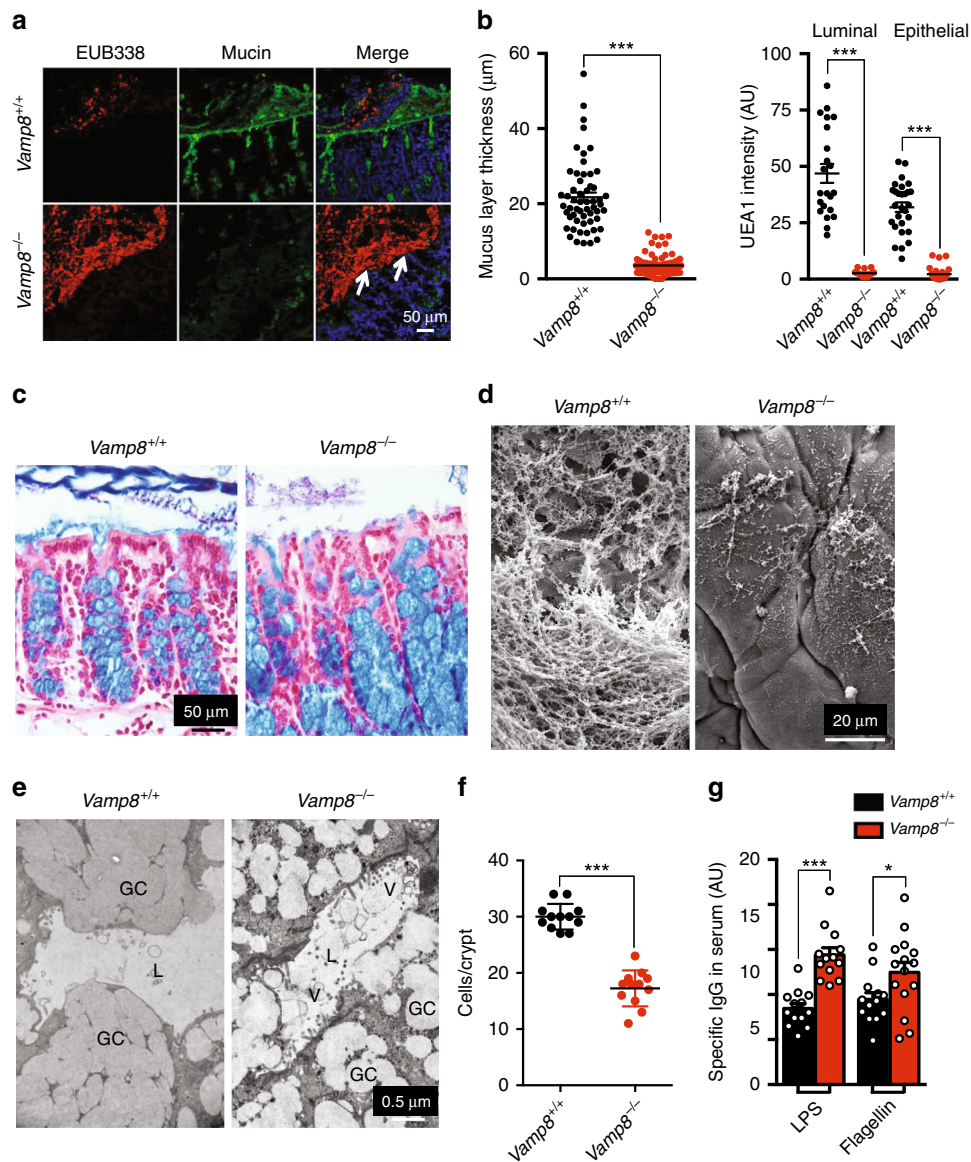 a
EUB338 Mucin Merge
Vamp8+/+
Vamp8−/−
50 μm
b
Mucus layer thickness (μm)
60
40
20
0
***
Vamp8+/+ Vamp8−/−
Luminal Epithelial
UEA1 intensity (AU)
100
75
50
25
0
***
***
Vamp8+/+ Vamp8−/− Vamp8+/+ Vamp8−/−
c
Vamp8+/+ Vamp8−/−
50 μm
d
Vamp8+/+ Vamp8−/−
20 μm
e
Vamp8+/+ Vamp8−/−
GC
L
GC
V
L
V
GC
GC
0.5 μm
f
Cells/crypt
40
30
20
10
0
***
Vamp8+/+ Vamp8−/−
g
Vamp8+/+
Vamp8−/−
Specific IgG in serum (AU)
20
15
10
5
0
***
*
LPS Flagellin